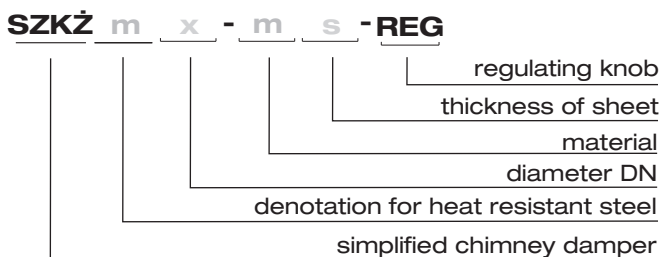 SZKŻ m x - m s - REG
regulating knob
thickness of sheet
material
diameter DN
denotation for heat resistant steel
simplified chimney damper